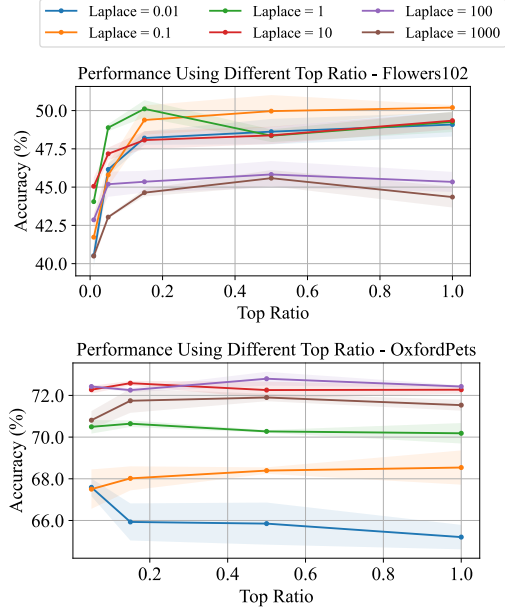 Laplace = 0.01 Laplace = 1 Laplace = 100
Laplace = 0.1 Laplace = 10 Laplace = 1000
Performance Using Different Top Ratio - Flowers102
Accuracy (%)
50.0
47.5
45.0
42.5
40.0
0.0 0.2 0.4 0.6 0.8 1.0
Top Ratio
Performance Using Different Top Ratio - OxfordPets
Accuracy (%)
72.0
70.0
68.0
66.0
0.2 0.4 0.6 0.8 1.0
Top Ratio